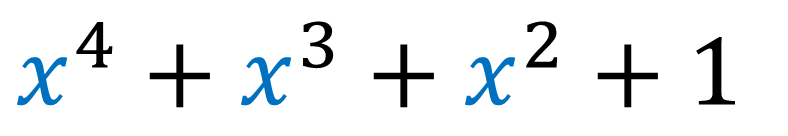 x⁴ + x³ + x² + 1